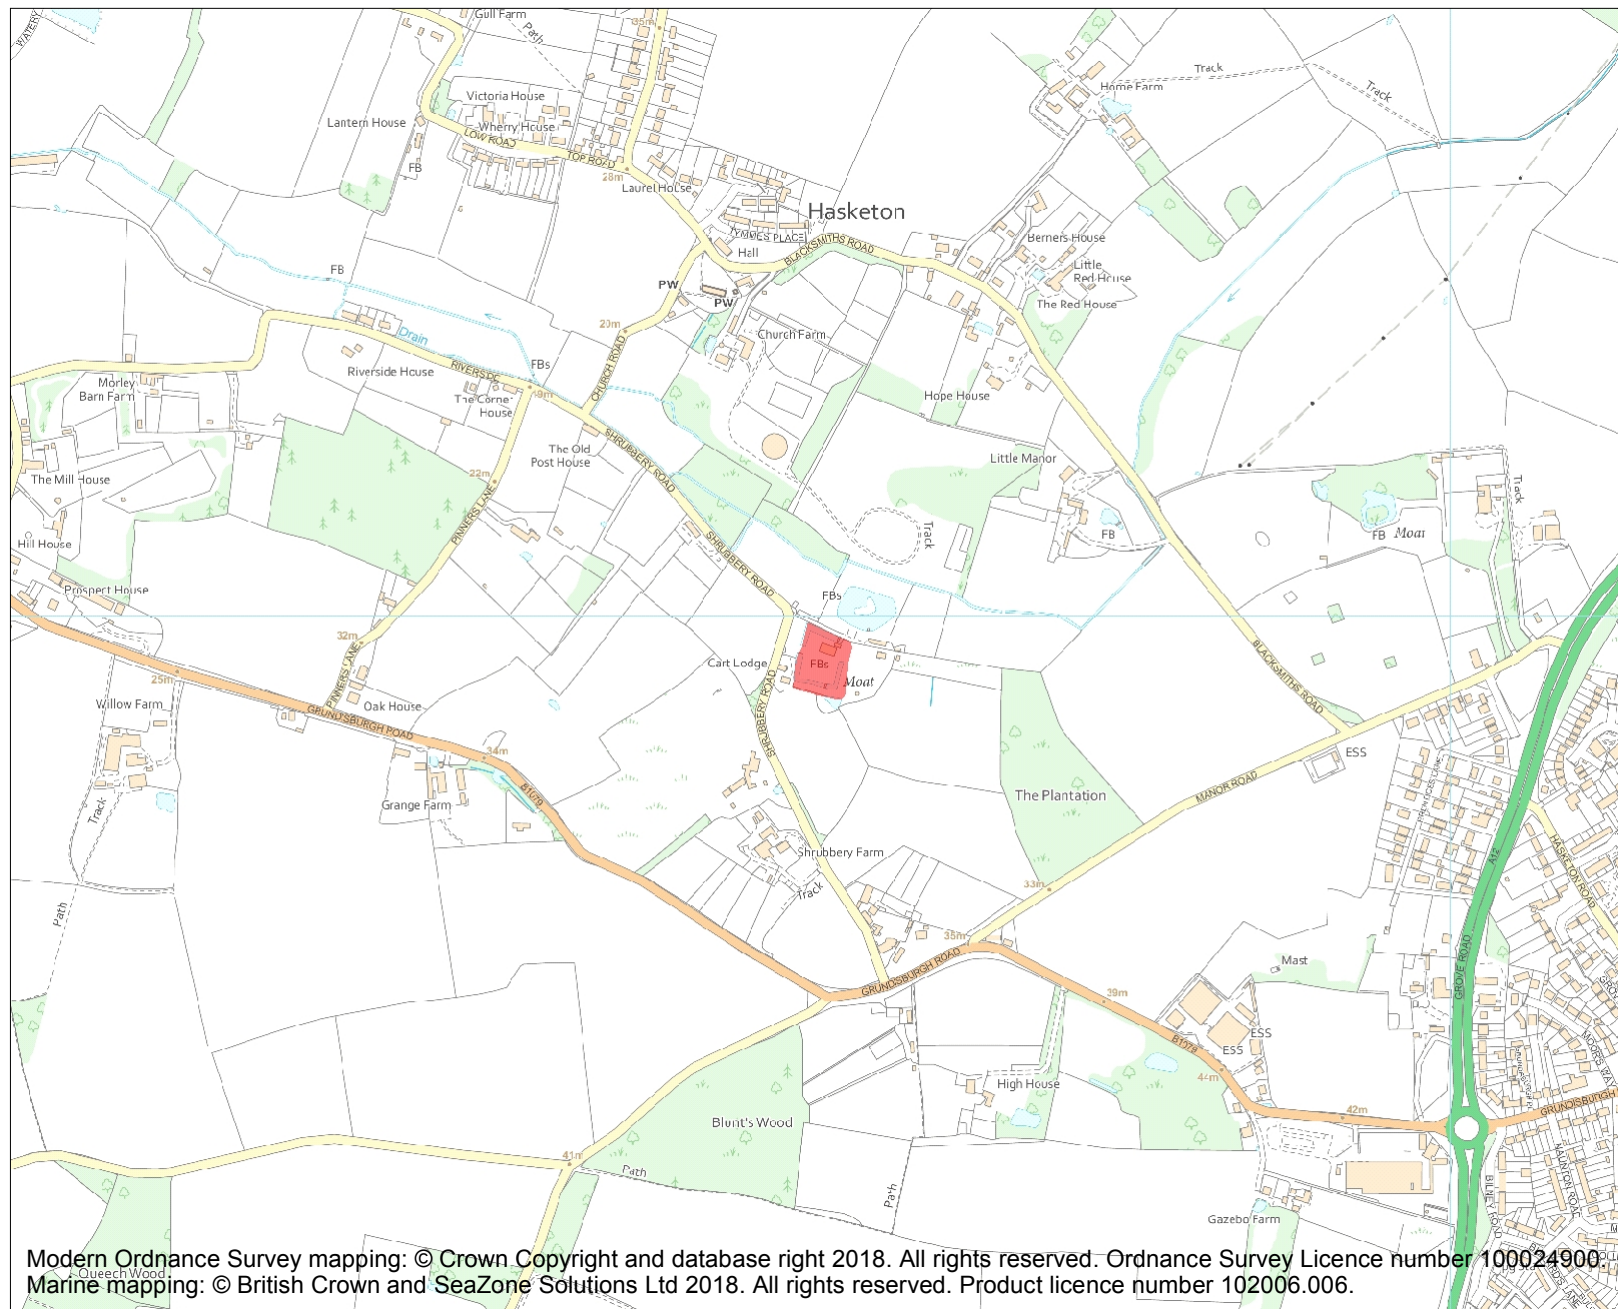 WATERY
Gull Farm
Path
35m
Victoria House
Lantern House
Wherry House
LOW ROAD
TOP ROAD
FB
28m
Laurel House
Home Farm
Track
Track
Hasketon
TYMMES PLACE
Hall
BLACKSMITHS ROAD
Berners House
Little
Red House
The Red House
FB
PW
PW
Drain
20m
Church Farm
CHURCH ROAD
FBs
Riverside House
Morley
Barn Farm
The Corner
House
19m
Hope House
The Old
Post House
SHRUBBERY ROAD
Little Manor
22m
The Mill House
PINNERS LANE
Track
Track
FB
FB
Moat
Hill House
SHRUBBERY ROAD
Prospect House
FBs
32m
25m
Cart Lodge
FBs
Moat
BLACKSMITHS ROAD
Willow Farm
PINNERS LANE
Oak House
GRUNDISBURGH ROAD
SHRUBBERY ROAD
34m
ESS
B1079
MANOR ROAD
The Plantation
Grange Farm
Track
Shrubbery Farm
Track
A12
HASKETON ROAD
33m
Path
35m
GRUNDISBURGH ROAD
Mast
GROVE ROAD
39m
ESS
ESS
B1079
44m
MOOR'S WAY
High House
42m
GRUNDISBURGH
Blunt's Wood
41m
Path
Path
NAUNTON ROAD
BILNEY ROAD
Gazebo Farm
Queech Wood
Modern Ordnance Survey mapping: © Crown Copyright and database right 2018. All rights reserved. Ordnance Survey Licence number 100024900.
Marine mapping: © British Crown and SeaZone Solutions Ltd 2018. All rights reserved. Product licence number 102006.006.